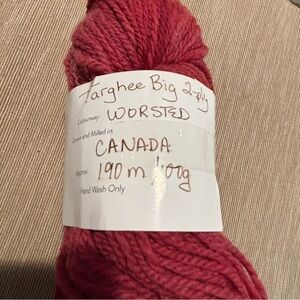 Targhee Big 2-ply
Colourway: WORSTED
Grown and Milled in
CANADA
Approx. 190 m / 100g
Hand Wash Only